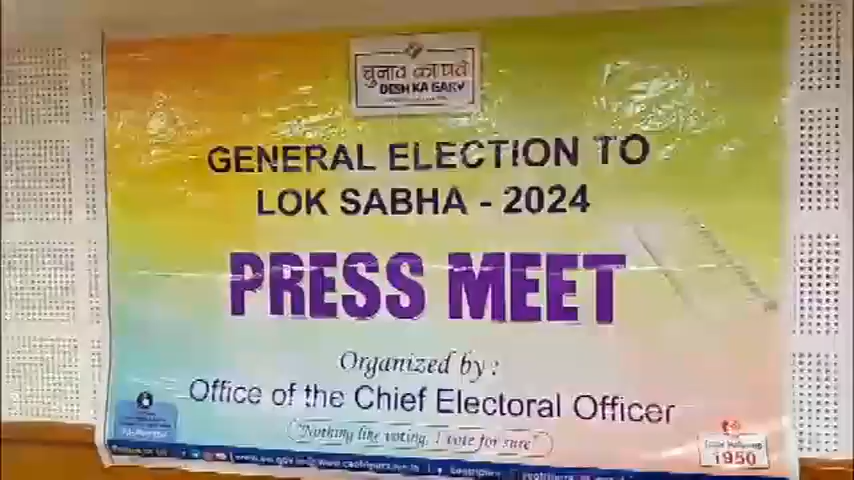 चुनाव का पर्व
DESH KA GARV
GENERAL ELECTION TO
LOK SABHA - 2024
PRESS MEET
Organized by:
Office of the Chief Electoral Officer
"Nothing like voting, I vote for sure"
1950